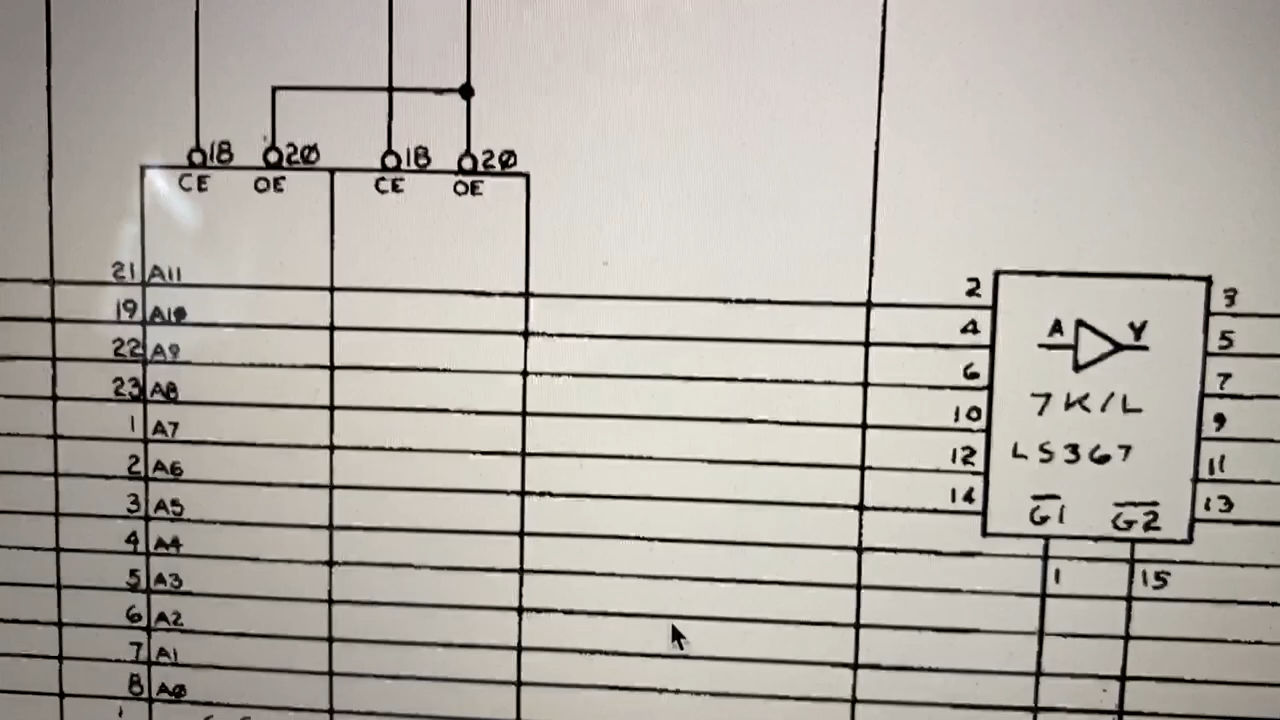 18 20 18 20
CE OE CE OE
21 A11
19 A10
22 A9
23 A8
1 A7
2 A6
3 A5
4 A4
5 A3
6 A2
7 A1
8 A0
2 3
4 5
6 7
10 9
12 11
14 13
A Y
7K/L
LS367
G1 G2
1 15